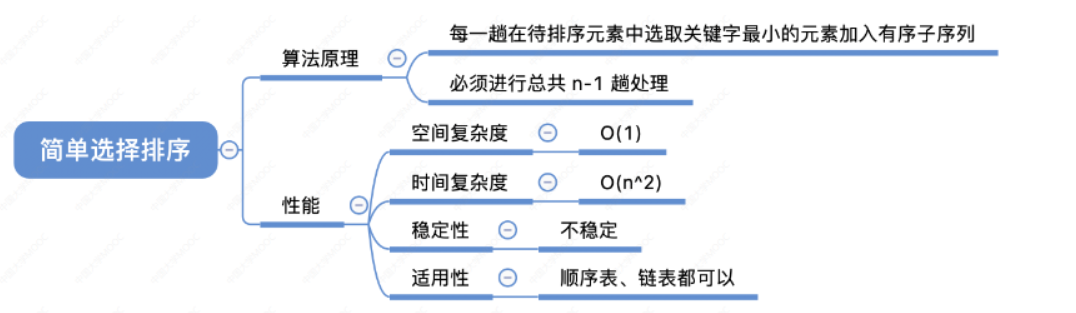 简单选择排序
算法原理
每一趟在待排序元素中选取关键字最小的元素加入有序子序列
必须进行总共 n-1 趟处理
性能
空间复杂度
O(1)
时间复杂度
O(n^2)
稳定性
不稳定
适用性
顺序表、链表都可以